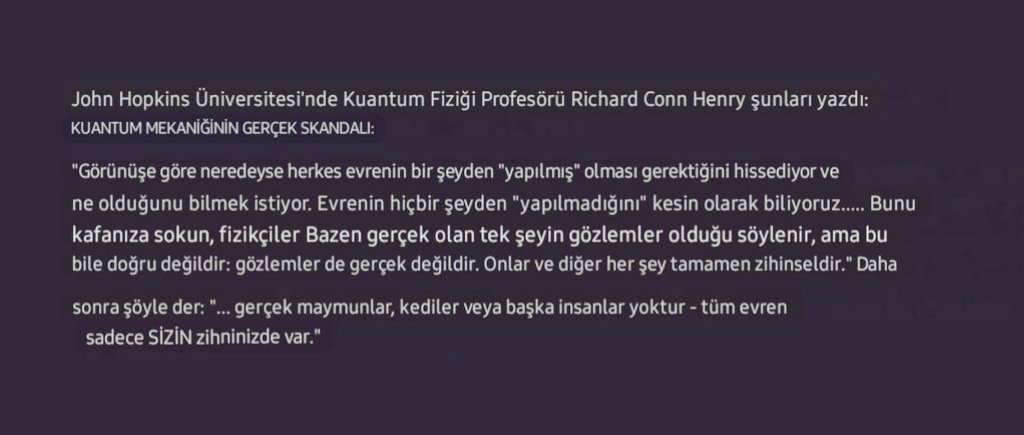 John Hopkins Üniversitesi'nde Kuantum Fiziği Profesörü Richard Conn Henry şunları yazdı:
KUANTUM MEKANİĞİNİN GERÇEK SKANDALI:
"Görünüşe göre neredeyse herkes evrenin bir şeyden "yapılmış" olması gerektiğini hissediyor ve
ne olduğunu bilmek istiyor. Evrenin hiçbir şeyden "yapılmadığını" kesin olarak biliyoruz..... Bunu
kafanıza sokun, fizikçiler Bazen gerçek olan tek şeyin gözlemler olduğu söylenir, ama bu
bile doğru değildir: gözlemler de gerçek değildir. Onlar ve diğer her şey tamamen zihinseldir." Daha
sonra şöyle der: "... gerçek maymunlar, kediler veya başka insanlar yoktur - tüm evren
sadece SİZİN zihninizde var."